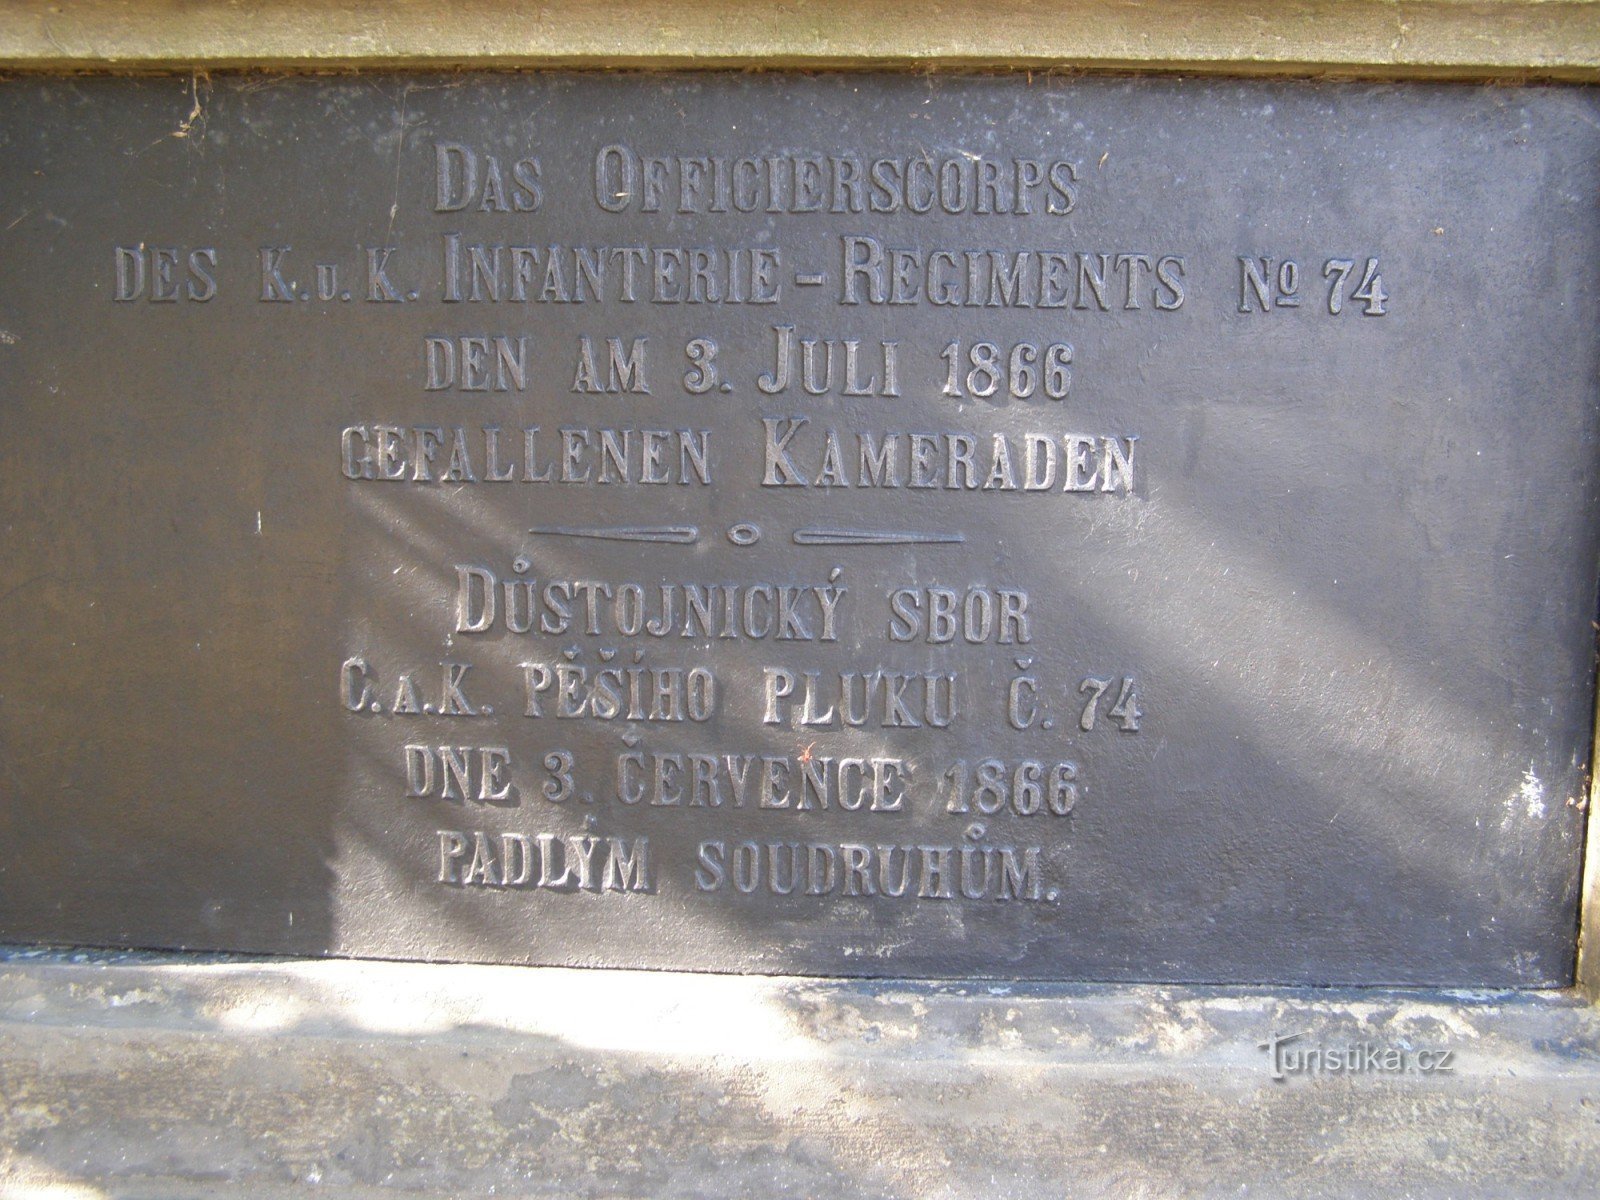 Das Officierscorps
des k.u.k. Infanterie-Regiments No 74
den am 3. Juli 1866
gefallenen Kameraden
Důstojnický sbor
c.a.k. pěšího pluku č. 74
dne 3. července 1866
padlým soudruhům.
Turistika.cz